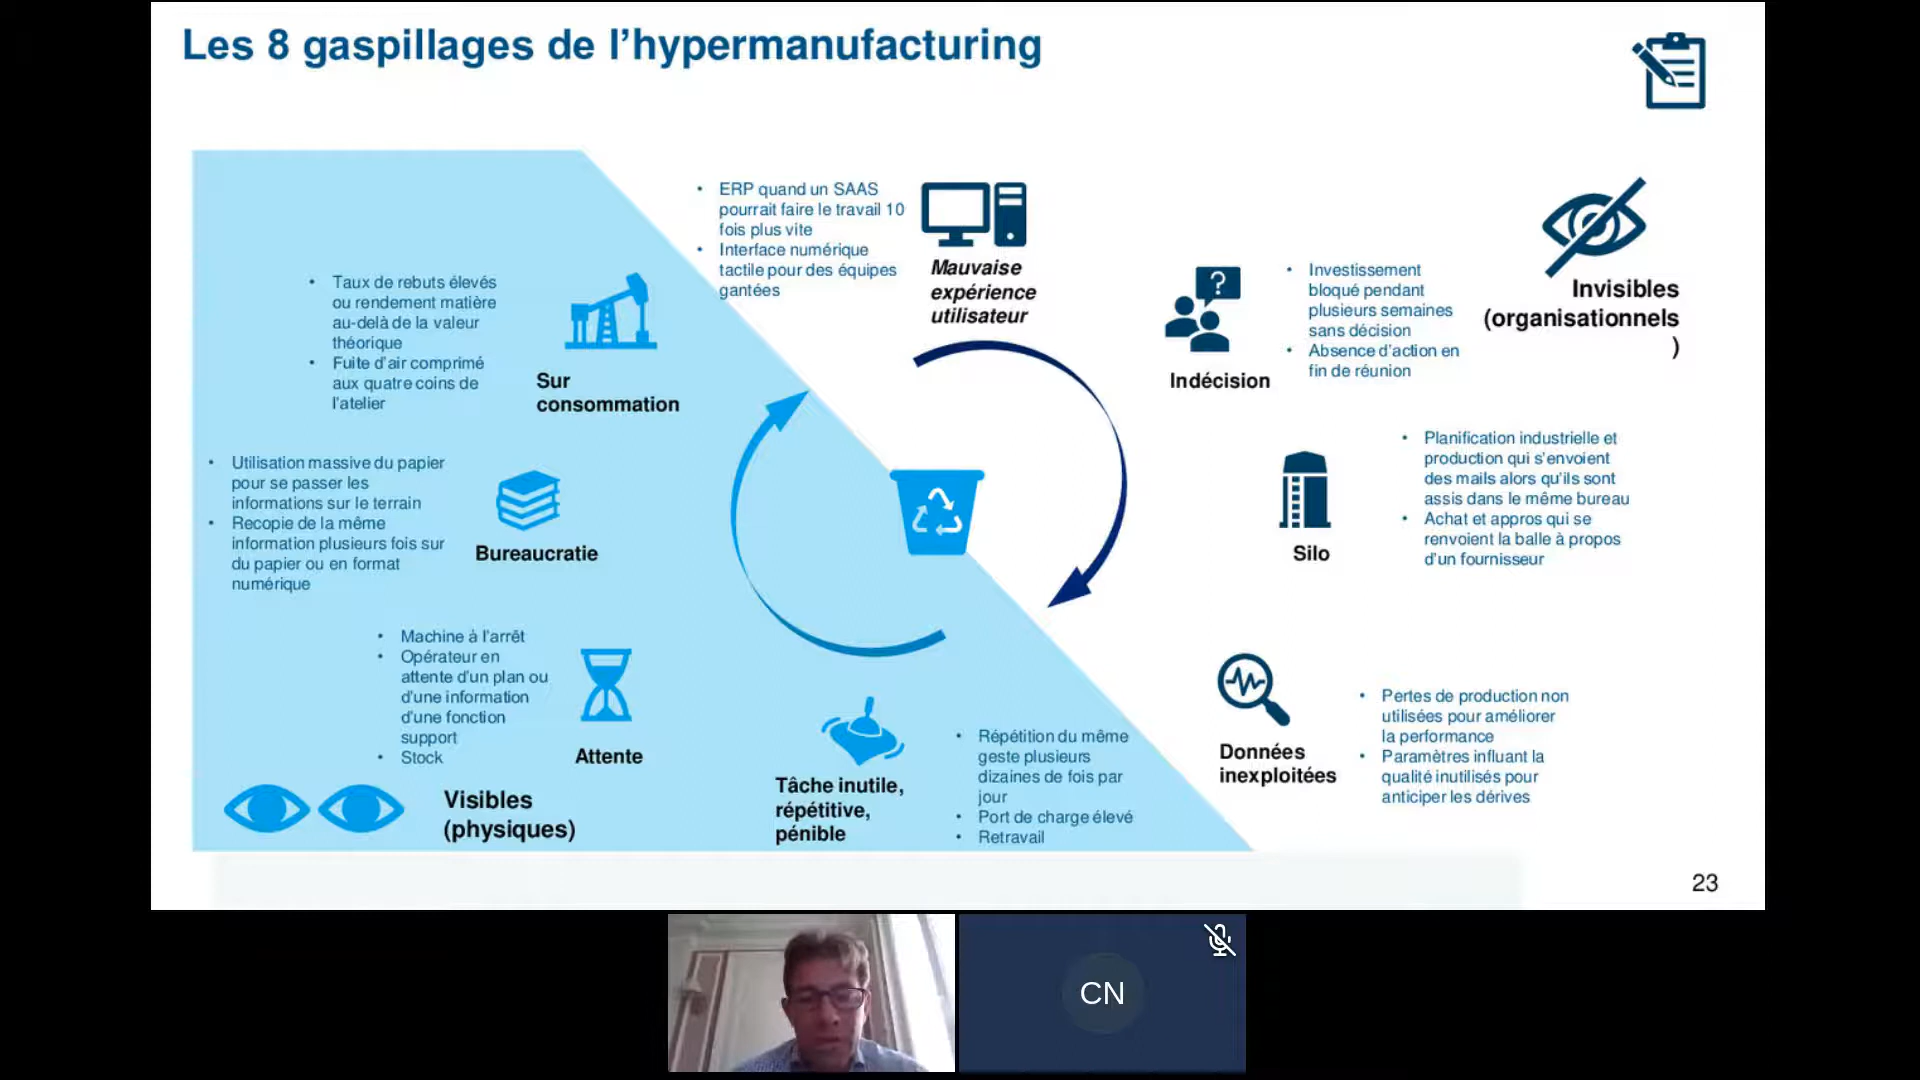 Les 8 gaspillages de l'hypermanufacturing
• ERP quand un SAAS
pourrait faire le travail 10
fois plus vite
• Interface numérique
tactile pour des équipes
gantées
Mauvaise
expérience
utilisateur
Invisibles
(organisationnels
)
Indécision
• Investissement
bloqué pendant
plusieurs semaines
sans décision
• Absence d'action en
fin de réunion
• Taux de rebuts élevés
ou rendement matière
au-delà de la valeur
théorique
• Fuite d'air comprimé
aux quatre coins de
l'atelier
Sur
consommation
Silo
• Planification industrielle et
production qui s'envoient
des mails alors qu'ils sont
assis dans le même bureau
• Achat et appros qui se
renvoient la balle à propos
d'un fournisseur
• Utilisation massive du papier
pour se passer les
informations sur le terrain
• Recopie de la même
information plusieurs fois sur
du papier ou en format
numérique
Bureaucratie
• Machine à l'arrêt
• Opérateur en
attente d'un plan ou
d'une information
d'une fonction
support
• Stock
Attente
Données
inexploitées
• Pertes de production non
utilisées pour améliorer
la performance
• Paramètres influant la
qualité inutilisés pour
anticiper les dérives
Tâche inutile,
répétitive,
pénible
• Répétition du même
geste plusieurs
dizaines de fois par
jour
• Port de charge élevé
• Retravail
Visibles
(physiques)
?
23
CN